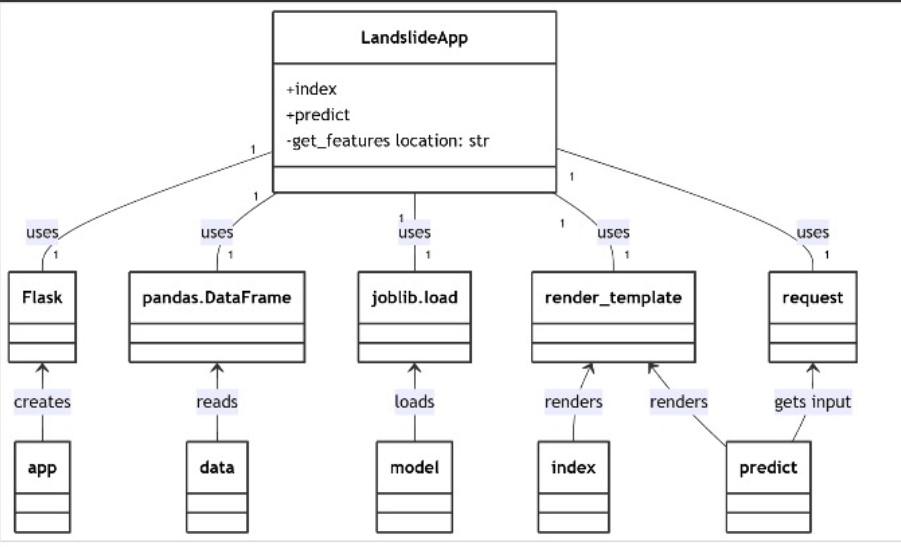 LandslideApp
+index
+predict
-get_features location: str
1
1
1
1
1
uses
uses
uses
uses
uses
1
1
1
1
1
Flask
pandas.DataFrame
joblib.load
render_template
request
creates
reads
loads
renders
renders
gets input
app
data
model
index
predict